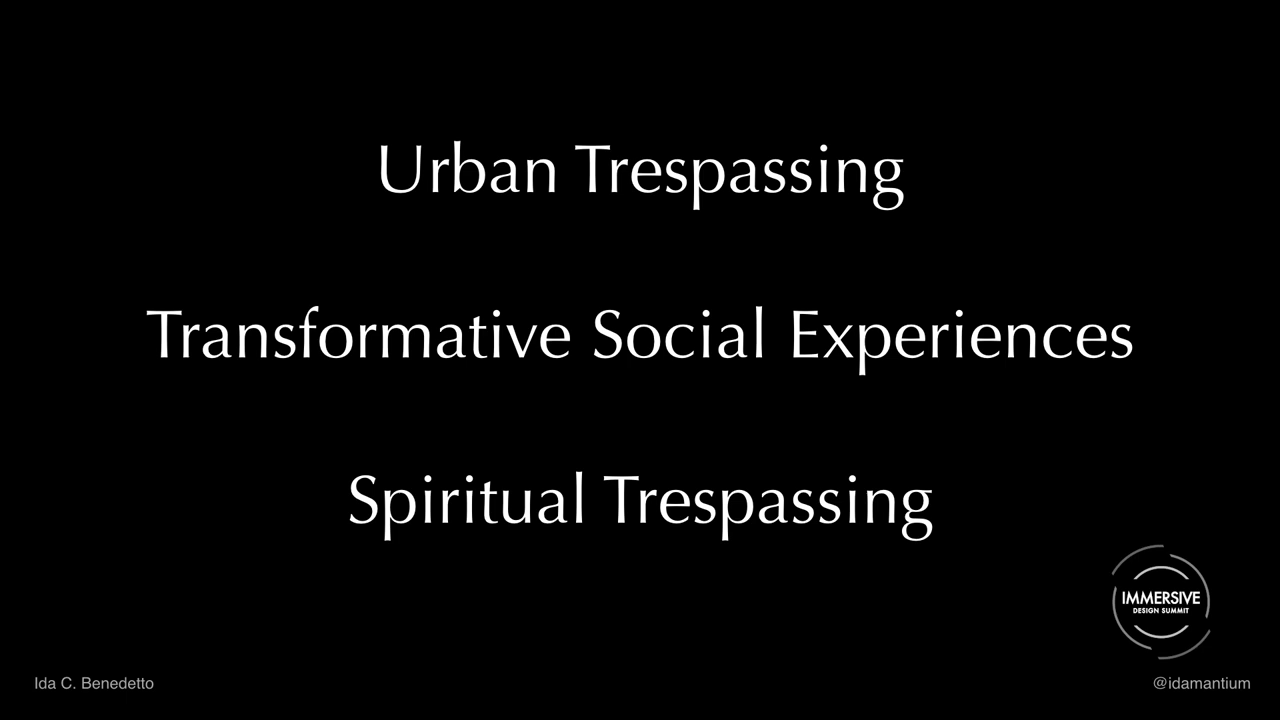 Urban Trespassing
Transformative Social Experiences
Spiritual Trespassing
IMMERSIVE
DESIGN SUMMIT
Ida C. Benedetto
@idamantium